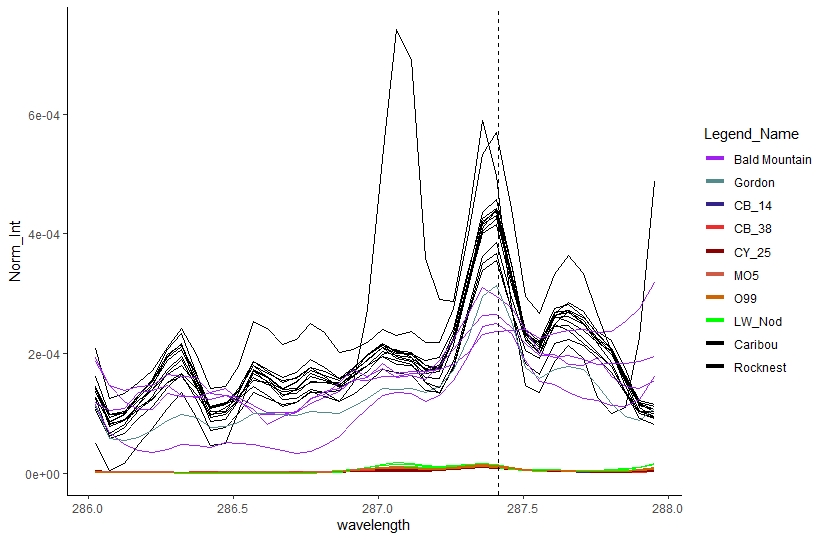 6e-04
4e-04
2e-04
0e+00
Norm_Int
286.0 286.5 287.0 287.5 288.0
wavelength
Legend_Name
Bald Mountain
Gordon
CB_14
CB_38
CY_25
MO5
O99
LW_Nod
Caribou
Rocknest